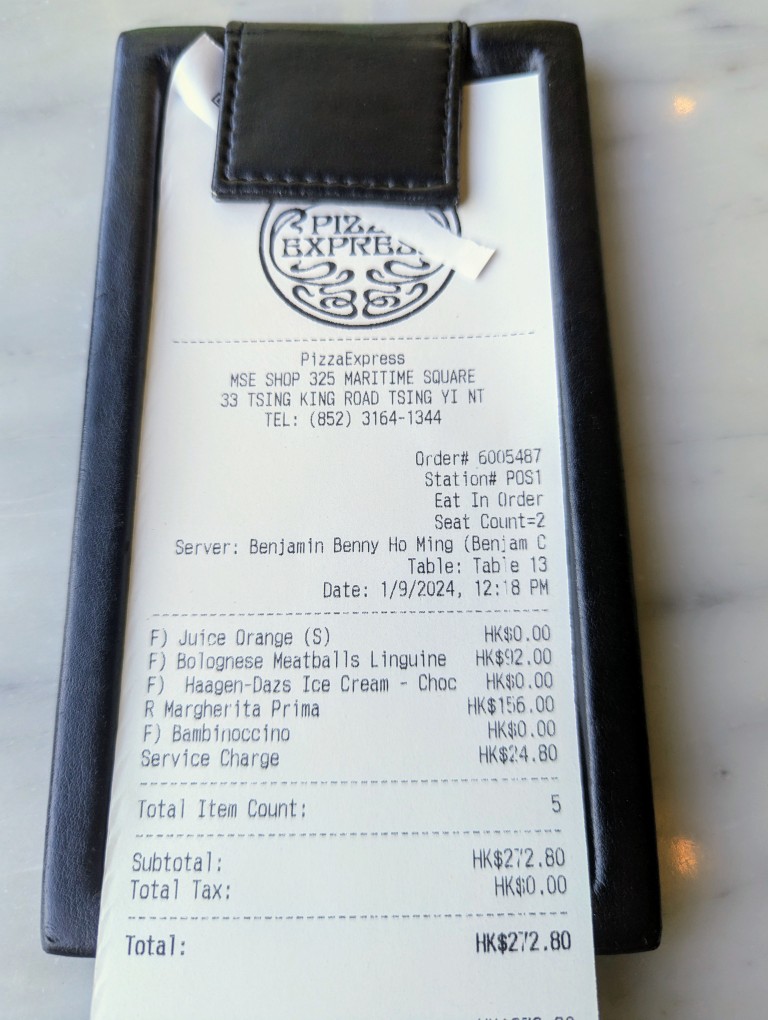 EXPRESS
PizzaExpress
MSE SHOP 325 MARITIME SQUARE
33 TSING KING ROAD TSING YI NT
TEL: (852) 3164-1344
Order# 6005487
Station# POS1
Eat In Order
Seat Count=2
Server: Benjamin Benny Ho Ming (Benjam C
Table: Table 13
Date: 1/9/2024, 12:18 PM
F) Juice Orange (S) HK$0.00
F) Bolognese Meatballs Linguine HK$92.00
F) Haagen-Dazs Ice Cream - Choc HK$0.00
R Margherita Prima HK$156.00
F) Bambinoccino HK$0.00
Service Charge HK$24.80
Total Item Count: 5
Subtotal: HK$272.80
Total Tax: HK$0.00
Total: HK$272.80